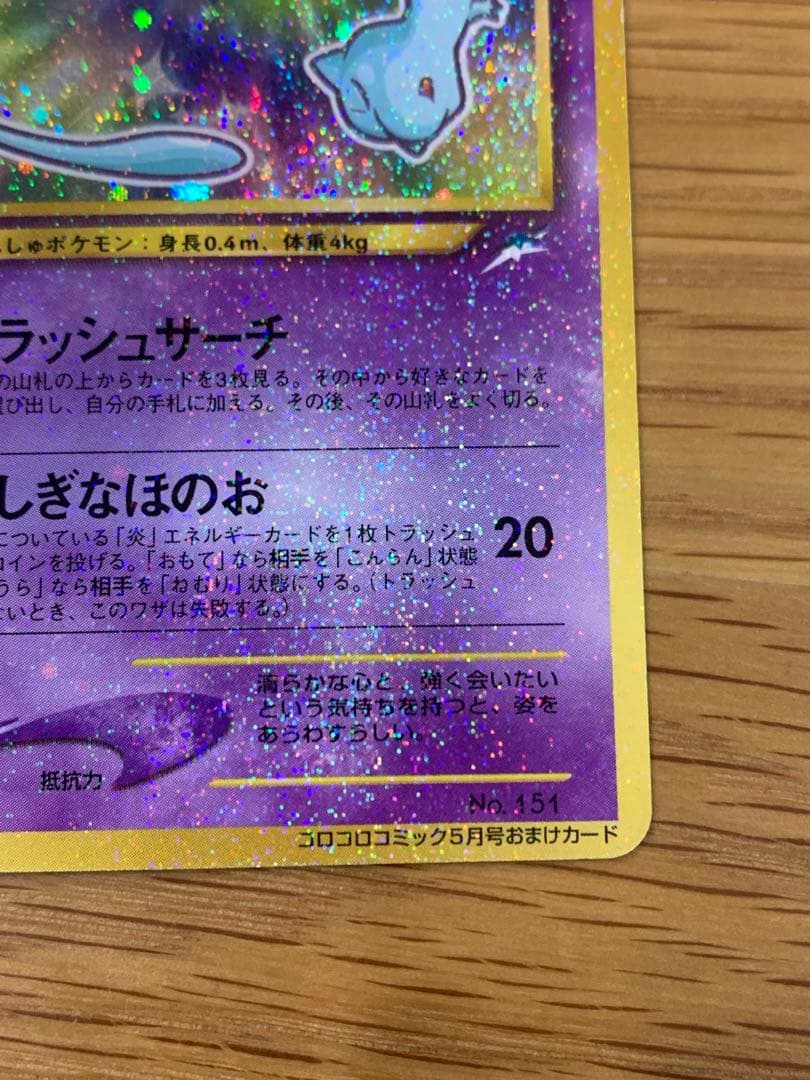 しゅポケモン：身長0.4m、体重4kg
ラッシュサーチ
の山札の上からカードを3枚見る。その中から好きなカードを
び出し、自分の手札に加える。その後、その山札をよく切る。
しぎなほのお
についている「炎」エネルギーカードを1枚トラッシュ
コインを投げる。「おもて」なら相手を「こんらん」状態
うら」なら相手を「ねむり」状態にする。（トラッシュ
ないとき、このワザは失敗する。）
20
清らかな心と、強く会いたい
という気持ちを持つと、姿を
あらわすらしい。
抵抗力
No. 151
コロコロコミック5月号おまけカード